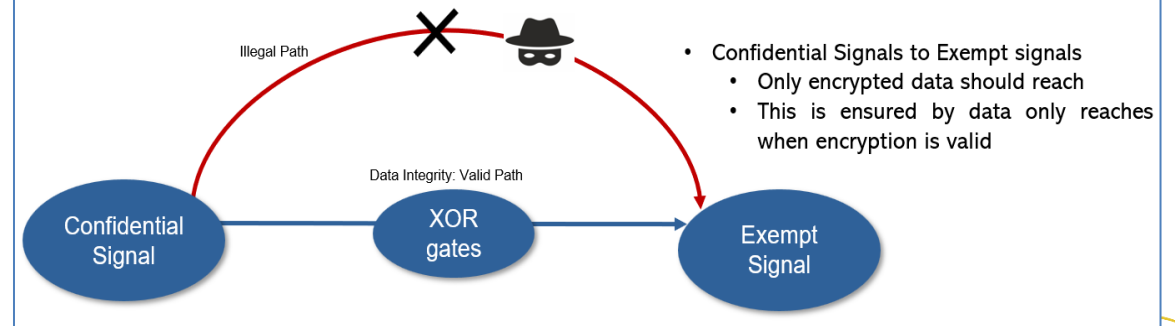 Illegal Path
• Confidential Signals to Exempt signals
• Only encrypted data should reach
• This is ensured by data only reaches
when encryption is valid
Data Integrity: Valid Path
Confidential
Signal
XOR
gates
Exempt
Signal